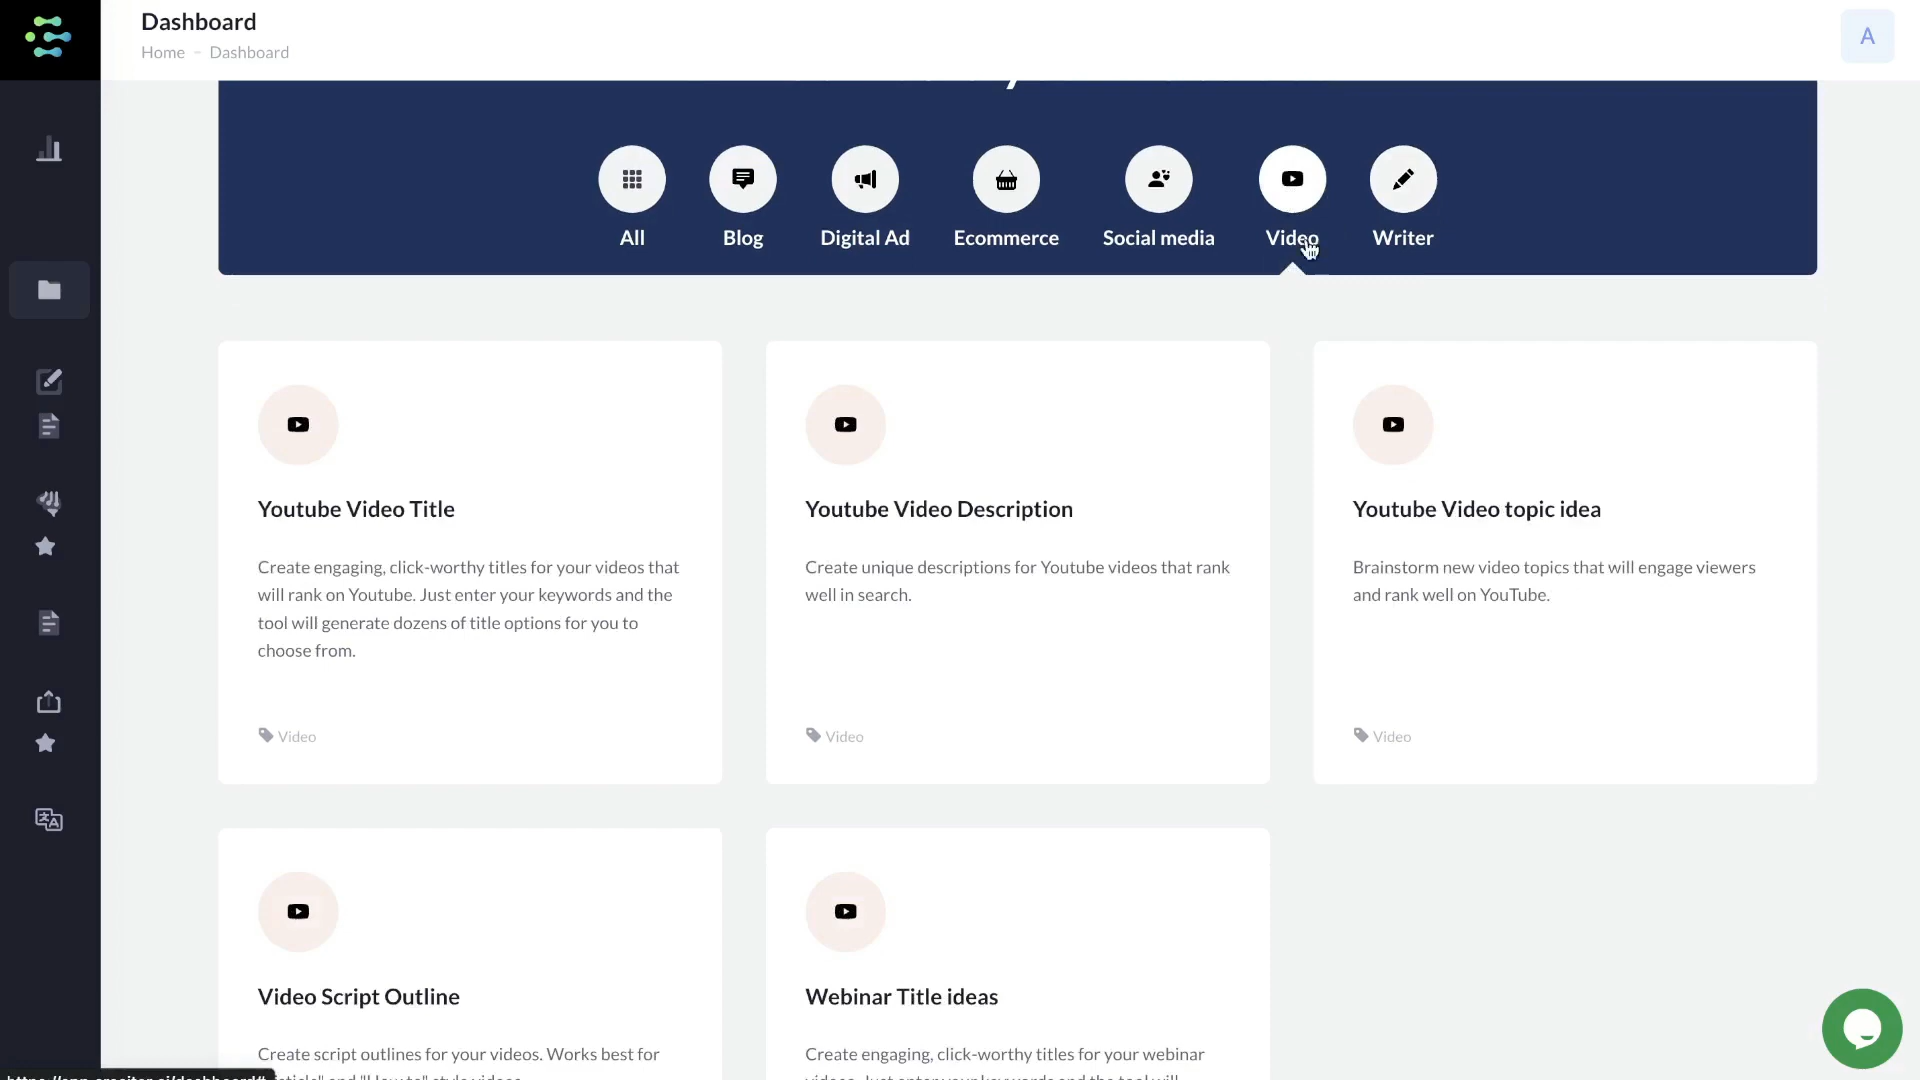 Dashboard
Home - Dashboard
A
All
Blog
Digital Ad
Ecommerce
Social media
Video
Writer
Youtube Video Title
Create engaging, click-worthy titles for your videos that
will rank on Youtube. Just enter your keywords and the
tool will generate dozens of title options for you to
choose from.
Video
Youtube Video Description
Create unique descriptions for Youtube videos that rank
well in search.
Video
Youtube Video topic idea
Brainstorm new video topics that will engage viewers
and rank well on YouTube.
Video
Video Script Outline
Create script outlines for your videos. Works best for
Webinar Title ideas
Create engaging, click-worthy titles for your webinar